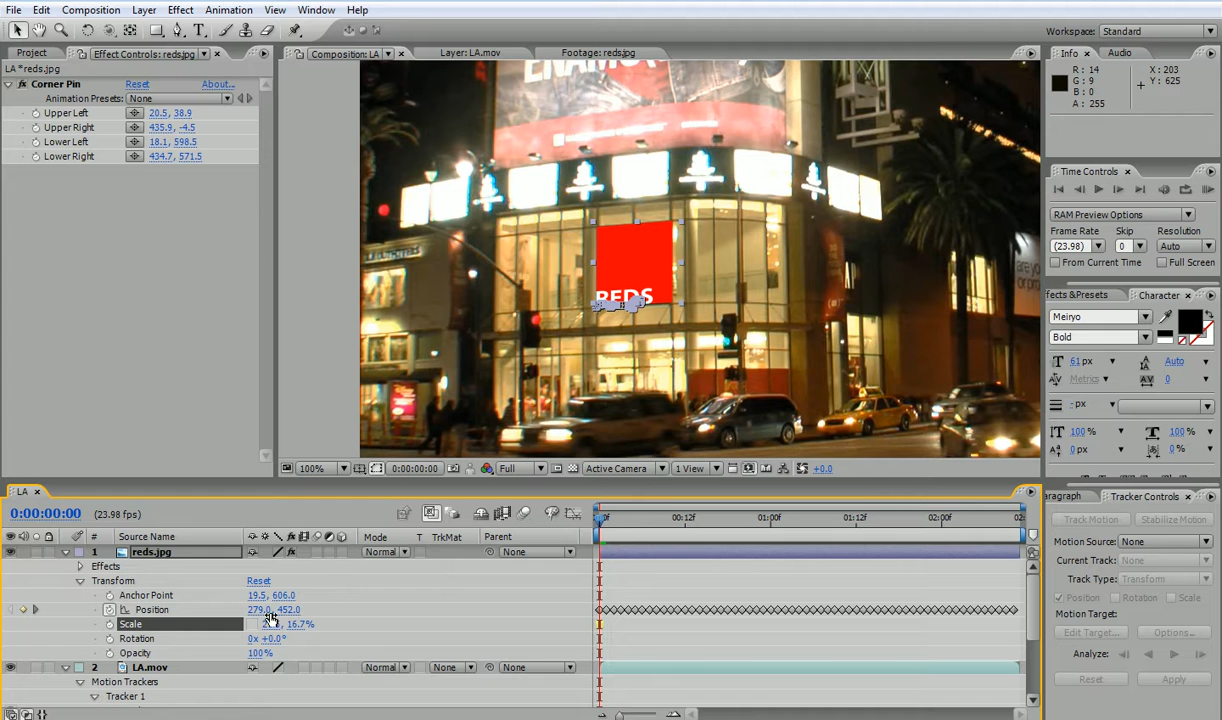 File Edit Composition Layer Effect Animation View Window Help
Workspace: Standard
Project Effect Controls: reds.jpg
LA * reds.jpg
fx Corner Pin Reset About...
Animation Presets: None
Upper Left 20.5, 38.9
Upper Right 435.9, -4.5
Lower Left 18.1, 598.5
Lower Right 434.7, 571.5
Composition: LA Layer: LA.mov Footage: reds.jpg
REDS
100% 0:00:00:00 Full Active Camera 1 View +0.0
Info Audio
R: 14
G: 9
B: 0
A: 255
X: 203
Y: 625
Time Controls
RAM Preview Options
Frame Rate Skip Resolution
(23.98) 0 Auto
From Current Time Full Screen
ffects & Presets Character
Meiryo
Bold
61 px Auto
Metrics 0
- px
100 % 100 %
0 px 0 %
aragraph Tracker Controls
Track Motion Stabilize Motion
Motion Source: None
Current Track: None
Track Type: Transform
Position Rotation Scale
Motion Target:
Edit Target... Options...
Analyze:
Reset Apply
LA
0:00:00:00 (23.98 fps)
# Source Name Mode T TrkMat Parent
1 reds.jpg Normal None
Effects
Transform Reset
Anchor Point 19.5, 606.0
Position 279.0, 452.0
Scale , 16.7%
Rotation 0x +0.0°
Opacity 100%
2 LA.mov Normal None None
Motion Trackers
Tracker 1
00:12f 01:00f 01:12f 02:00f 02: